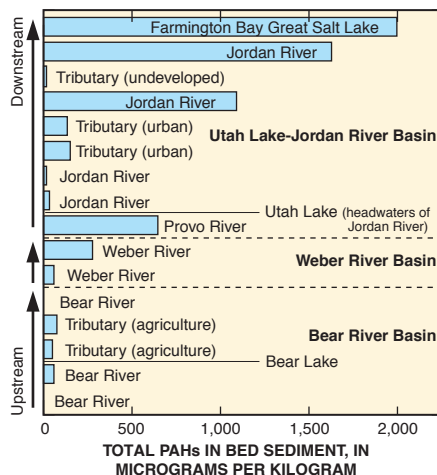 Downstream
Farmington Bay Great Salt Lake
Jordan River
Tributary (undeveloped)
Jordan River
Tributary (urban)
Utah Lake-Jordan River Basin
Tributary (urban)
Jordan River
Jordan River
Utah Lake (headwaters of
Jordan River)
Provo River
Weber River
Weber River Basin
Weber River
Bear River
Tributary (agriculture)
Bear River Basin
Tributary (agriculture)
Bear Lake
Bear River
Bear River
Upstream
0 500 1,000 1,500 2,000
TOTAL PAHs IN BED SEDIMENT, IN
MICROGRAMS PER KILOGRAM